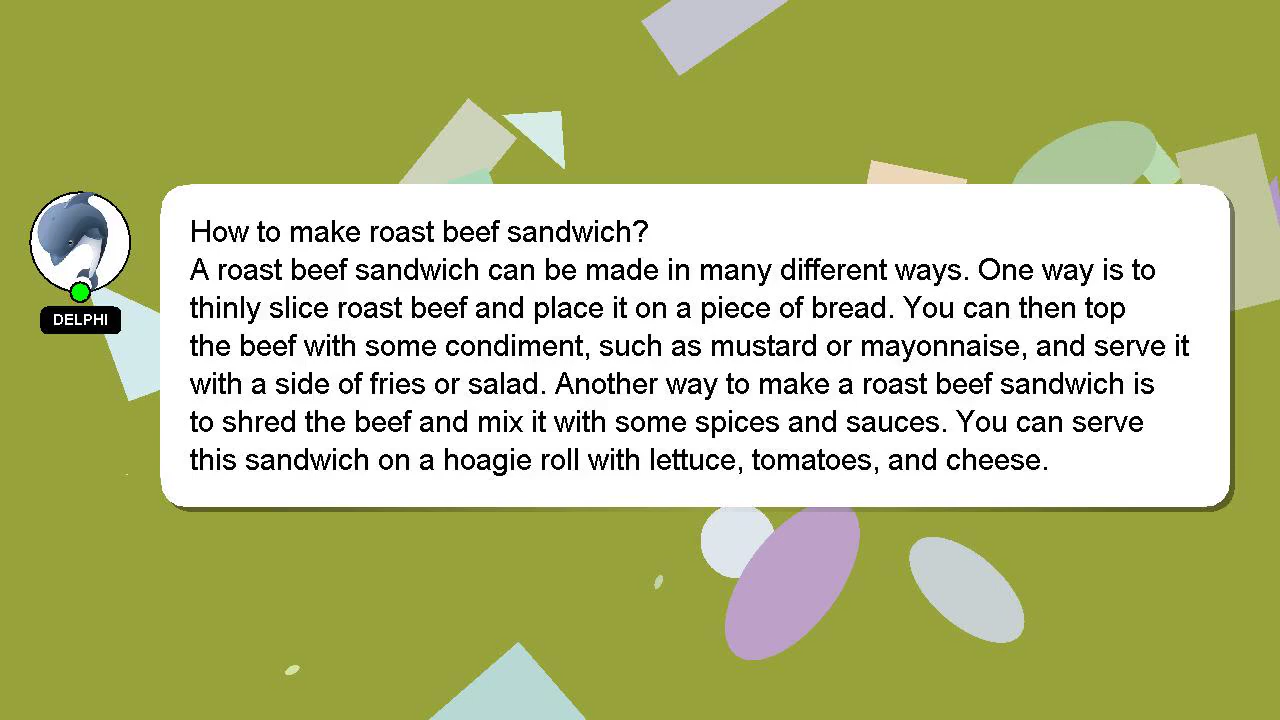 How to make roast beef sandwich?
A roast beef sandwich can be made in many different ways. One way is to
thinly slice roast beef and place it on a piece of bread. You can then top
the beef with some condiment, such as mustard or mayonnaise, and serve it
with a side of fries or salad. Another way to make a roast beef sandwich is
to shred the beef and mix it with some spices and sauces. You can serve
this sandwich on a hoagie roll with lettuce, tomatoes, and cheese.
DELPHI